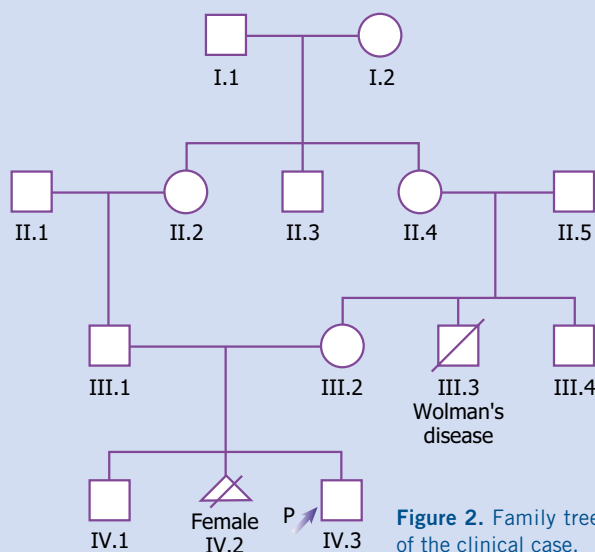 I.1 I.2
II.1 II.2 II.3 II.4 II.5
III.1 III.2 III.3 III.4
Wolman's
disease
Female
P
IV.1 IV.2 IV.3
Figure 2. Family tree
of the clinical case.